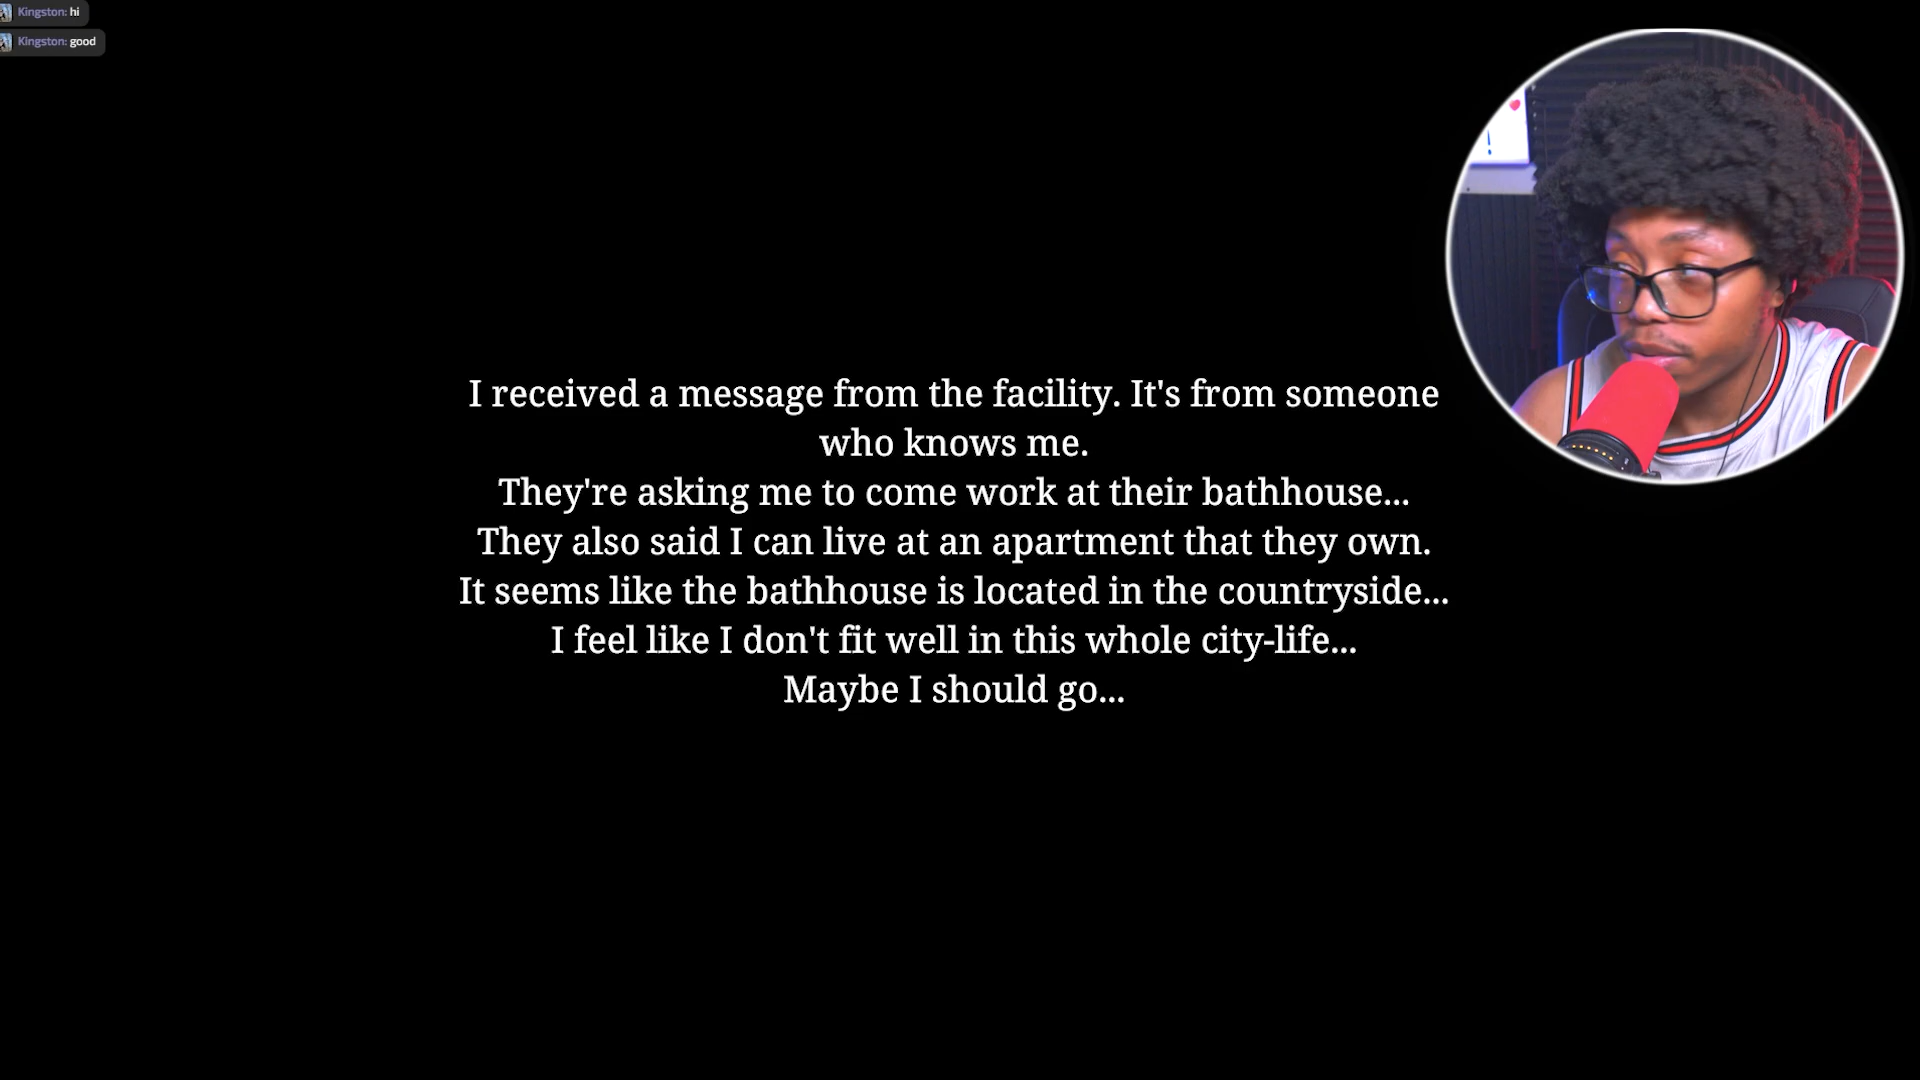 Kingston: hi
Kingston: good
!
I received a message from the facility. It's from someone
who knows me.
They're asking me to come work at their bathhouse...
They also said I can live at an apartment that they own.
It seems like the bathhouse is located in the countryside...
I feel like I don't fit well in this whole city-life...
Maybe I should go...